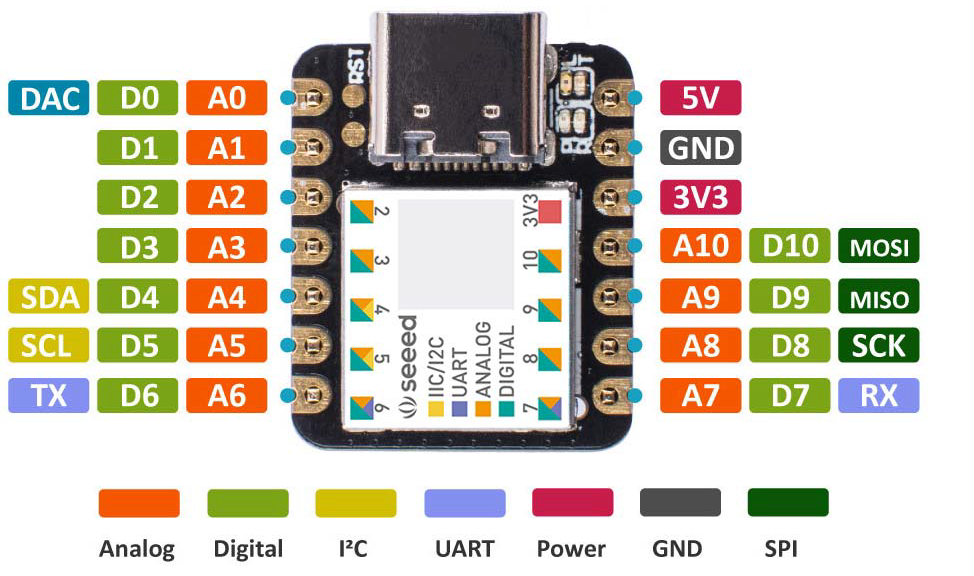 RST
DAC D0 A0 5V
D1 A1 GND
D2 A2 3V3
D3 A3 A10 D10 MOSI
SDA D4 A4 A9 D9 MISO
SCL D5 A5 A8 D8 SCK
TX D6 A6 A7 D7 RX
2
3
4
5
6
3V3
10
9
8
7
seeed
IIC/I2C
UART
ANALOG
DIGITAL
Analog Digital I²C UART Power GND SPI